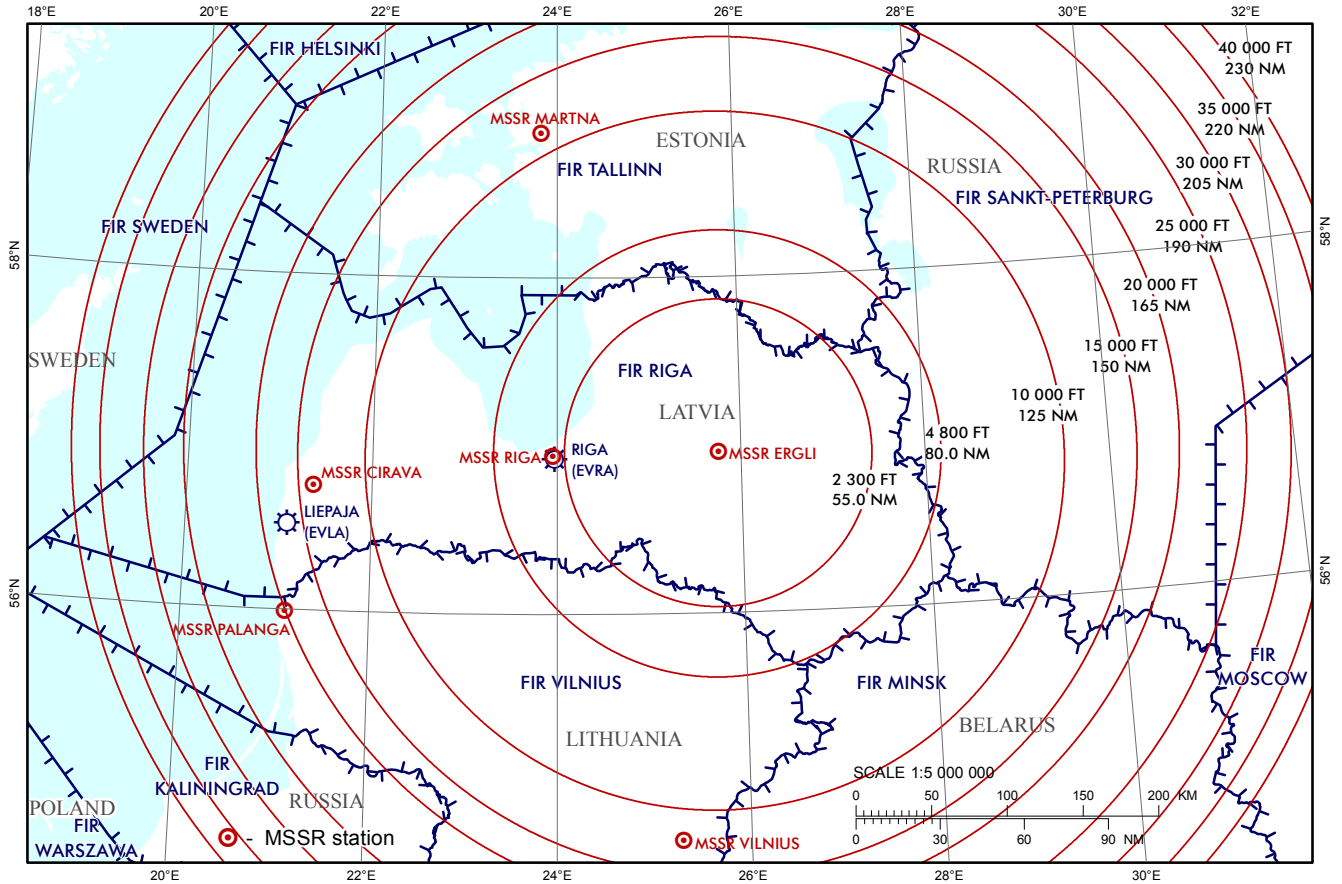 18°E
20°E
22°E
24°E
26°E
28°E
30°E
32°E
FIR HELSINKI
40 000 FT
230 NM
35 000 FT
220 NM
MSSR MARTNA
ESTONIA
FIR TALLINN
RUSSIA
30 000 FT
205 NM
FIR SANKT-PETERBURG
FIR SWEDEN
25 000 FT
190 NM
58°N
58°N
20 000 FT
165 NM
SWEDEN
15 000 FT
150 NM
FIR RIGA
LATVIA
10 000 FT
125 NM
4 800 FT
80.0 NM
MSSR RIGA
RIGA
(EVRA)
MSSR ERGLI
MSSR CIRAVA
2 300 FT
55.0 NM
LIEPAJA
(EVLA)
56°N
56°N
MSSR PALANGA
FIR VILNIUS
FIR MINSK
FIR
MOSCOW
LITHUANIA
BELARUS
FIR
KALININGRAD
RUSSIA
POLAND
FIR
WARSZAWA
SCALE 1:5 000 000
0 50 100 150 200 KM
0 30 60 90 NM
- MSSR station
MSSR VILNIUS
20°E
22°E
24°E
26°E
28°E
30°E